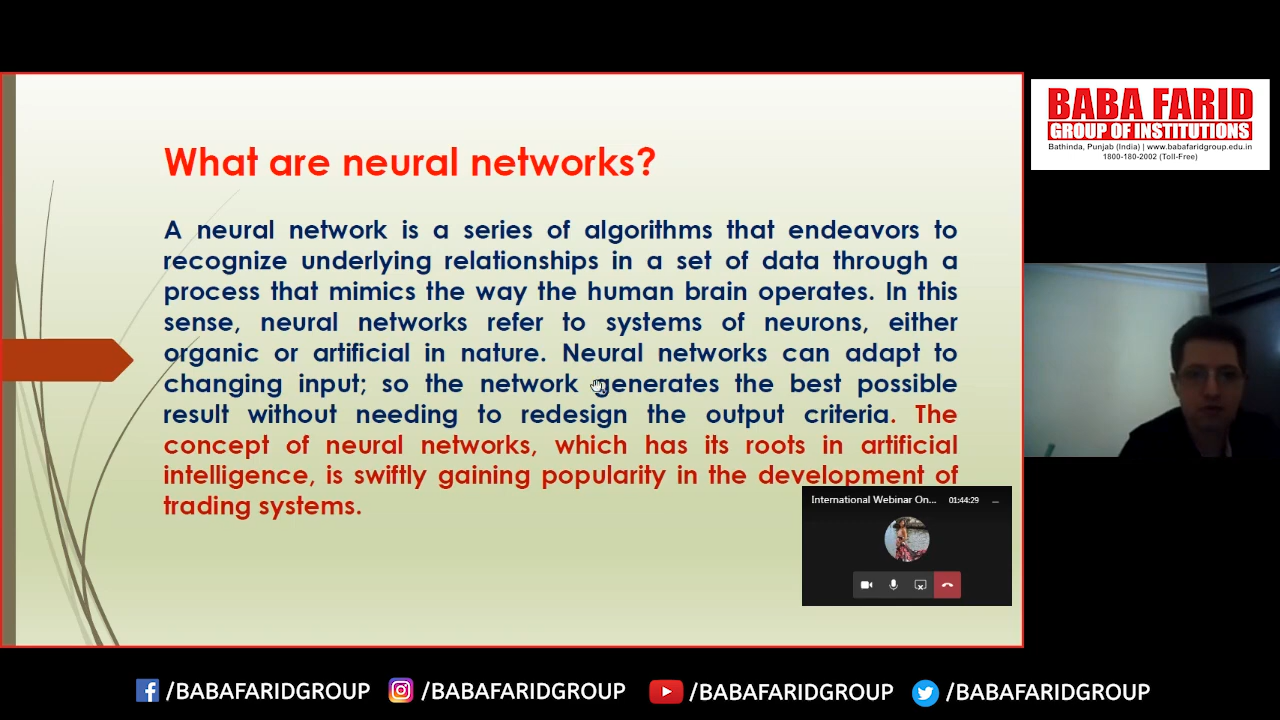 What are neural networks?
A neural network is a series of algorithms that endeavors to
recognize underlying relationships in a set of data through a
process that mimics the way the human brain operates. In this
sense, neural networks refer to systems of neurons, either
organic or artificial in nature. Neural networks can adapt to
changing input; so the network generates the best possible
result without needing to redesign the output criteria. The
concept of neural networks, which has its roots in artificial
intelligence, is swiftly gaining popularity in the development of
trading systems.
International Webinar On... 01:44:29
BABA FARID
GROUP OF INSTITUTIONS
Bathinda, Punjab (India) | www.babafaridgroup.edu.in
1800-180-2002 (Toll-Free)
/BABAFARIDGROUP /BABAFARIDGROUP /BABAFARIDGROUP /BABAFARIDGROUP